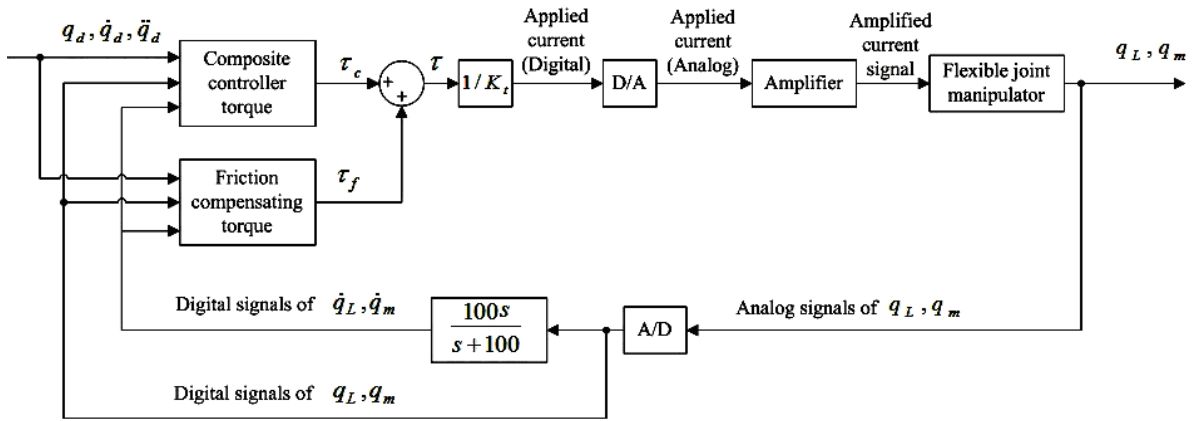 q_d, q̇_d, q̈_d
Composite
controller
torque
τ_c
+
+
τ
1/K_t
Applied
current
(Digital)
D/A
Applied
current
(Analog)
Amplifier
Amplified
current
signal
Flexible joint
manipulator
q_L, q_m
Friction
compensating
torque
τ_f
Digital signals of q̇_L, q̇_m
100s
s+100
A/D
Analog signals of q_L, q_m
Digital signals of q_L, q_m